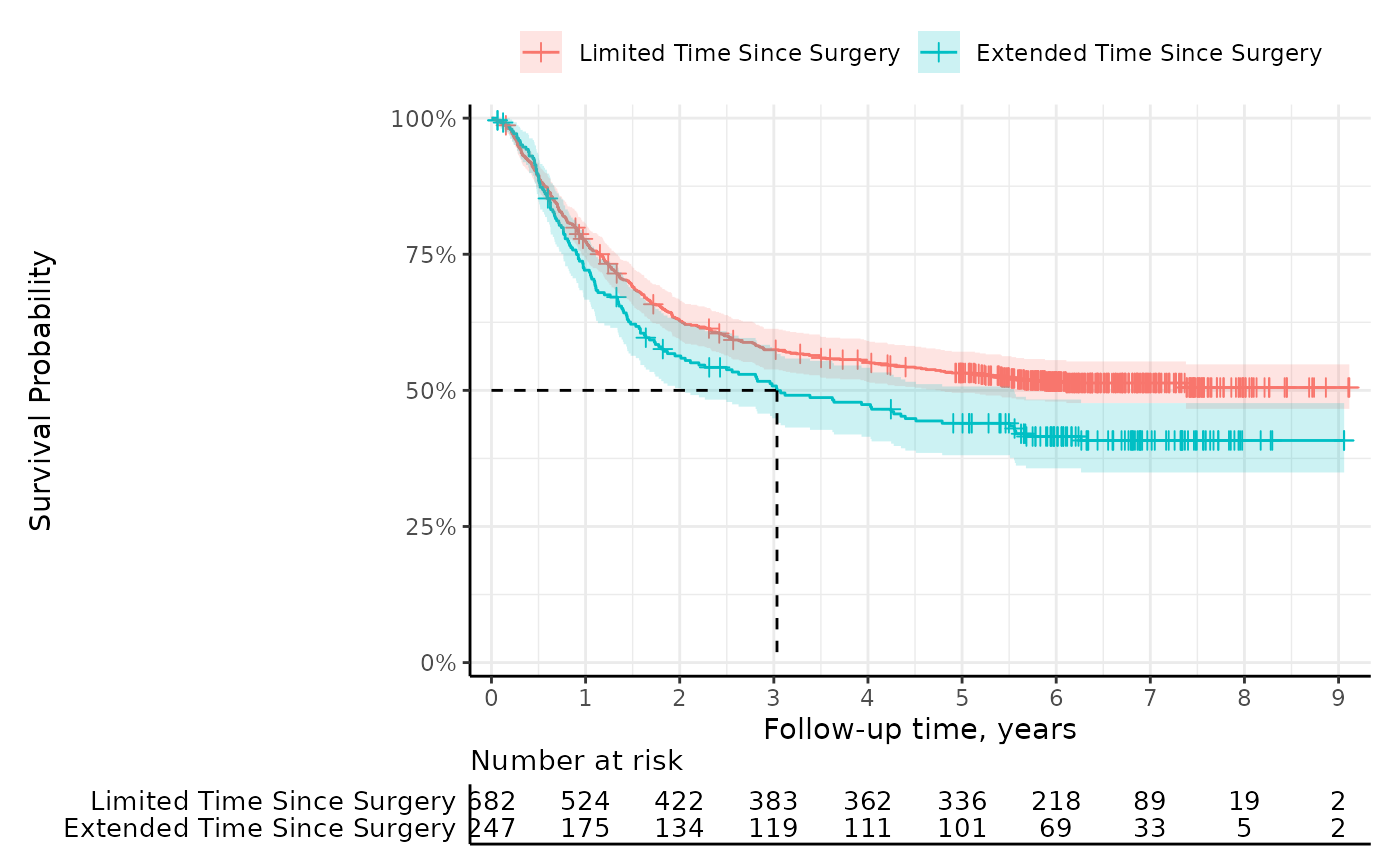 Limited Time Since Surgery Extended Time Since Surgery
Survival Probability
100%
75%
50%
25%
0%
0 1 2 3 4 5 6 7 8 9
Follow-up time, years
Number at risk
Limited Time Since Surgery 682 524 422 383 362 336 218 89 19 2
Extended Time Since Surgery 247 175 134 119 111 101 69 33 5 2